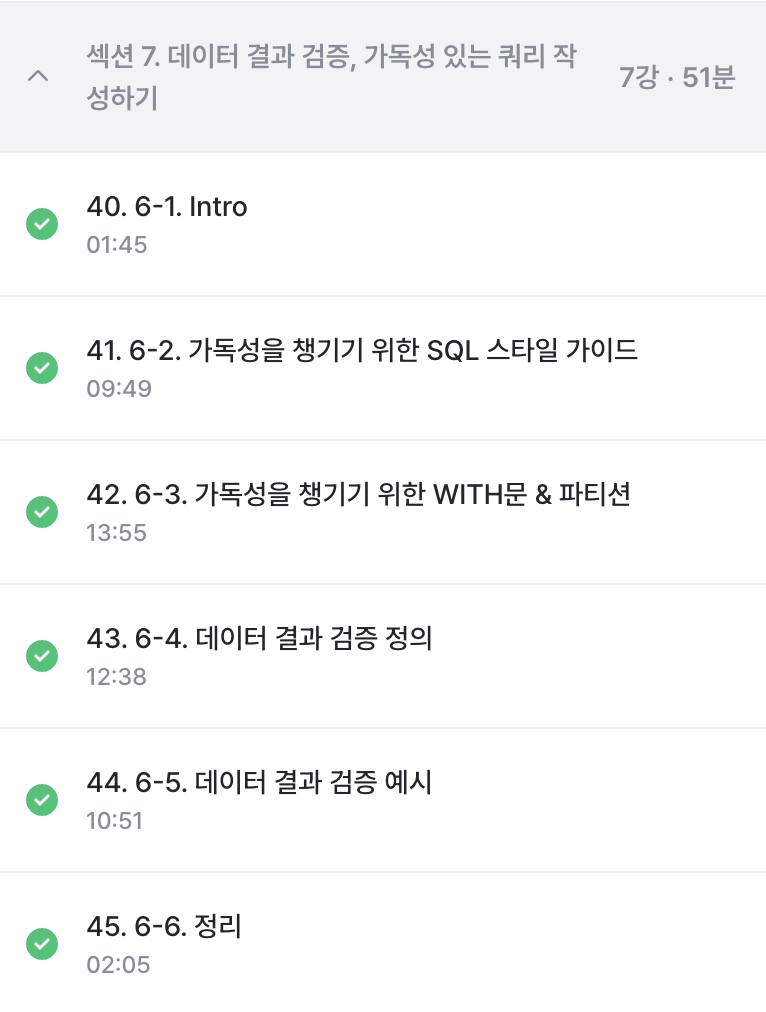 섹션 7. 데이터 결과 검증, 가독성 있는 쿼리 작
성하기
7강 · 51분
40. 6-1. Intro
01:45
41. 6-2. 가독성을 챙기기 위한 SQL 스타일 가이드
09:49
42. 6-3. 가독성을 챙기기 위한 WITH문 & 파티션
13:55
43. 6-4. 데이터 결과 검증 정의
12:38
44. 6-5. 데이터 결과 검증 예시
10:51
45. 6-6. 정리
02:05